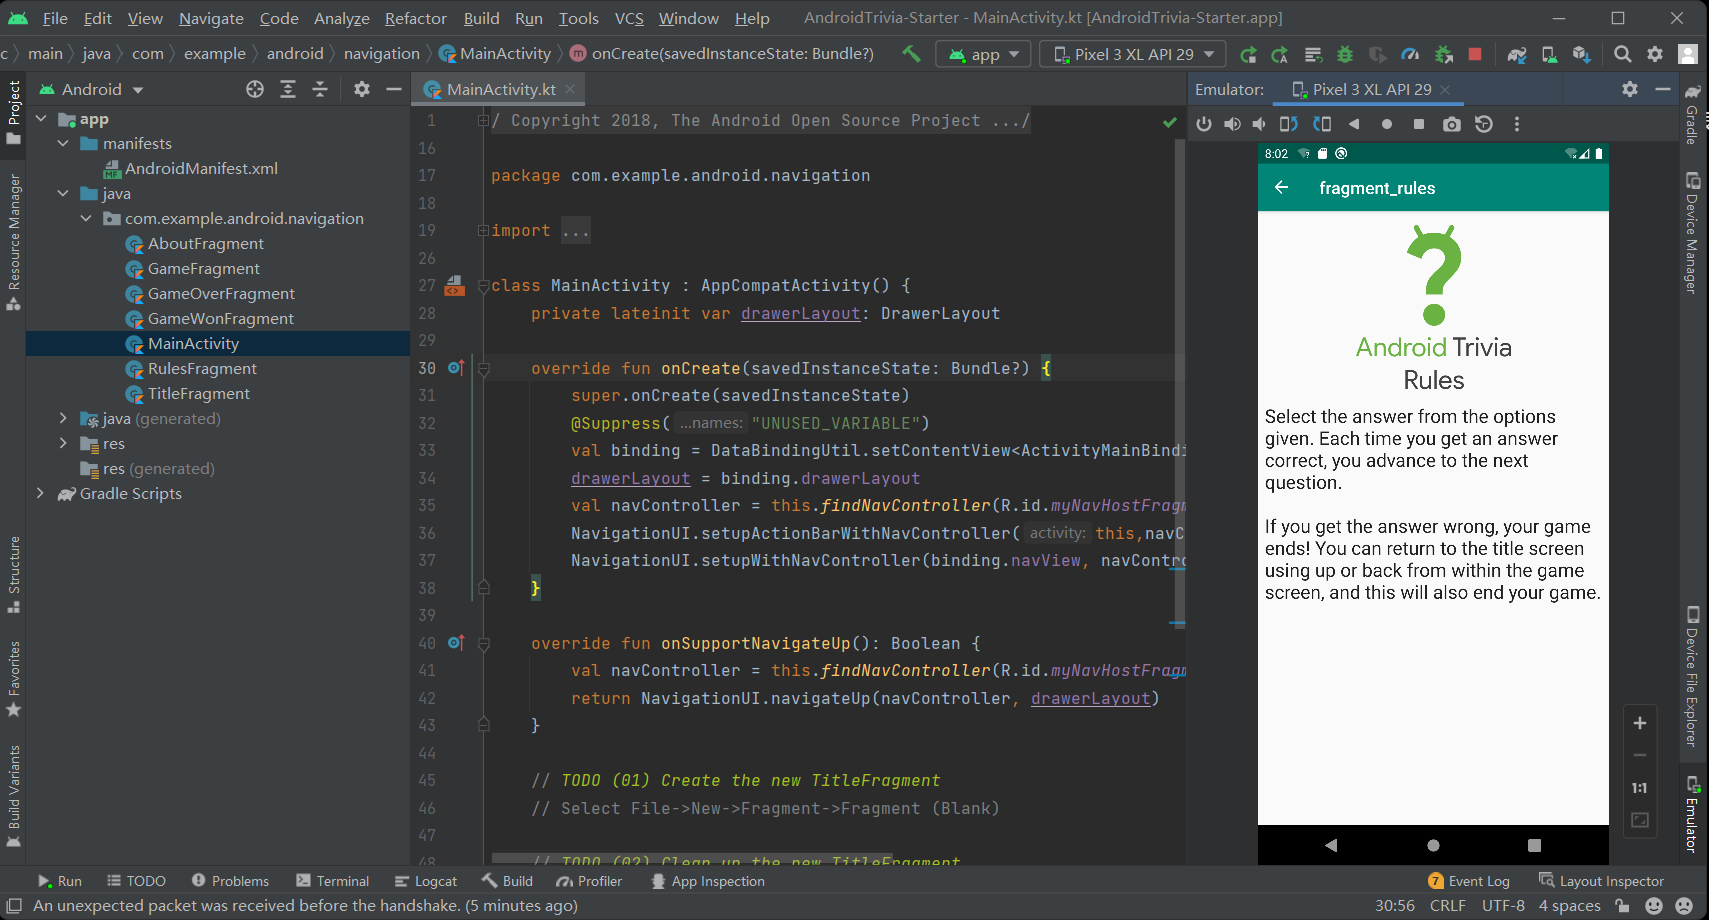 File Edit View Navigate Code Analyze Refactor Build Run Tools VCS Window Help AndroidTrivia-Starter - MainActivity.kt [AndroidTrivia-Starter.app]
c main java com example android navigation MainActivity onCreate(savedInstanceState: Bundle?) app Pixel 3 XL API 29
Project
Resource Manager
Structure
Favorites
Build Variants
Android
app
manifests
AndroidManifest.xml
java
com.example.android.navigation
AboutFragment
GameFragment
GameOverFragment
GameWonFragment
MainActivity
RulesFragment
TitleFragment
java (generated)
res
res (generated)
Gradle Scripts
MainActivity.kt
1 / Copyright 2018, The Android Open Source Project .../
16
17 package com.example.android.navigation
18
19 import ...
26
27 class MainActivity : AppCompatActivity() {
28 private lateinit var drawerLayout: DrawerLayout
29
30 override fun onCreate(savedInstanceState: Bundle?) {
31 super.onCreate(savedInstanceState)
32 @Suppress( ...names: "UNUSED_VARIABLE")
33 val binding = DataBindingUtil.setContentView<ActivityMainBindi
34 drawerLayout = binding.drawerLayout
35 val navController = this.findNavController(R.id.myNavHostFragm
36 NavigationUI.setupActionBarWithNavController( activity: this,navC
37 NavigationUI.setupWithNavController(binding.navView, navContro
38 }
39
40 override fun onSupportNavigateUp(): Boolean {
41 val navController = this.findNavController(R.id.myNavHostFragm
42 return NavigationUI.navigateUp(navController, drawerLayout)
43 }
44
45 // TODO (01) Create the new TitleFragment
46 // Select File->New->Fragment->Fragment (Blank)
47
48 // TODO (02) Clean up the new TitleFragment
Emulator: Pixel 3 XL API 29
8:02
fragment_rules
Android Trivia
Rules
Select the answer from the options
given. Each time you get an answer
correct, you advance to the next
question.
If you get the answer wrong, your game
ends! You can return to the title screen
using up or back from within the game
screen, and this will also end your game.
1:1
Gradle
Device Manager
Device File Explorer
Emulator
Run TODO Problems Terminal Logcat Build Profiler App Inspection 7 Event Log Layout Inspector
An unexpected packet was received before the handshake. (5 minutes ago) 30:56 CRLF UTF-8 4 spaces